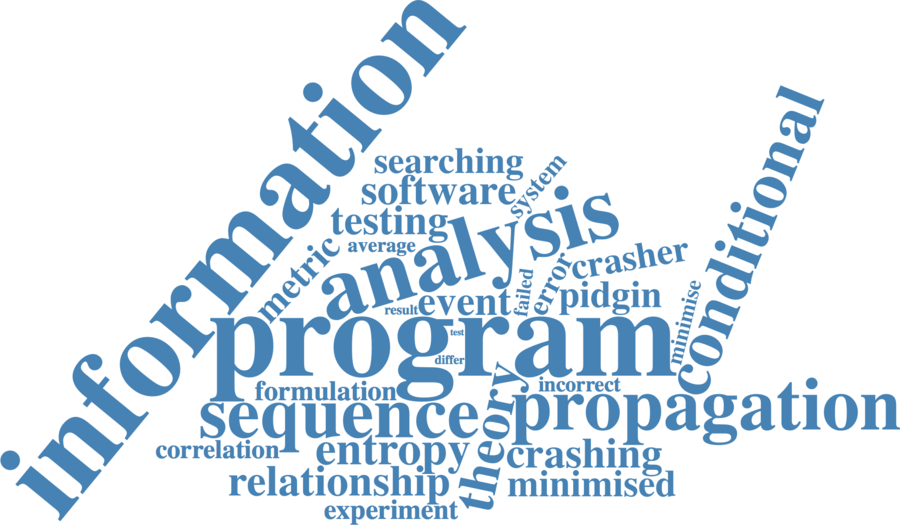 information
searching
system
software
conditional
testing
analysis
average
metric
crasher
error
failed
event
result
pidgin
minimise
program
test
differ
incorrect
formulation
propagation
sequence
theory
correlation
entropy
crashing
relationship
minimised
experiment